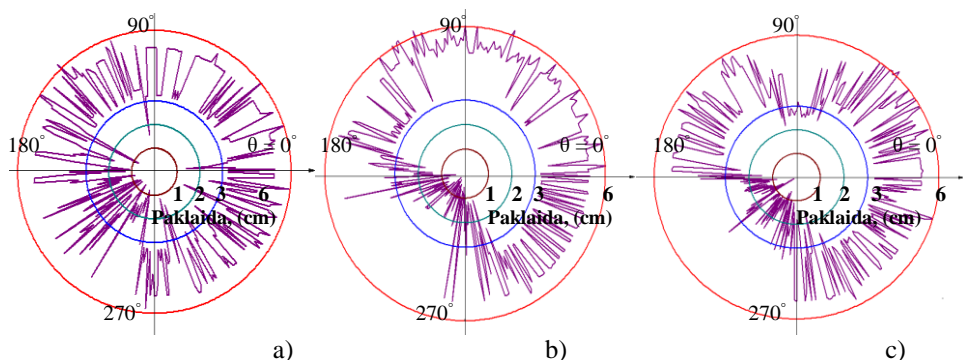 90°
180°
θ = 0°
1 2 3 6
Paklaida, (cm)
270°
a)
90°
180°
θ = 0°
1 2 3 6
Paklaida, (cm)
270°
b)
90°
180°
θ = 0°
1 2 3 6
Paklaida, (cm)
270°
c)